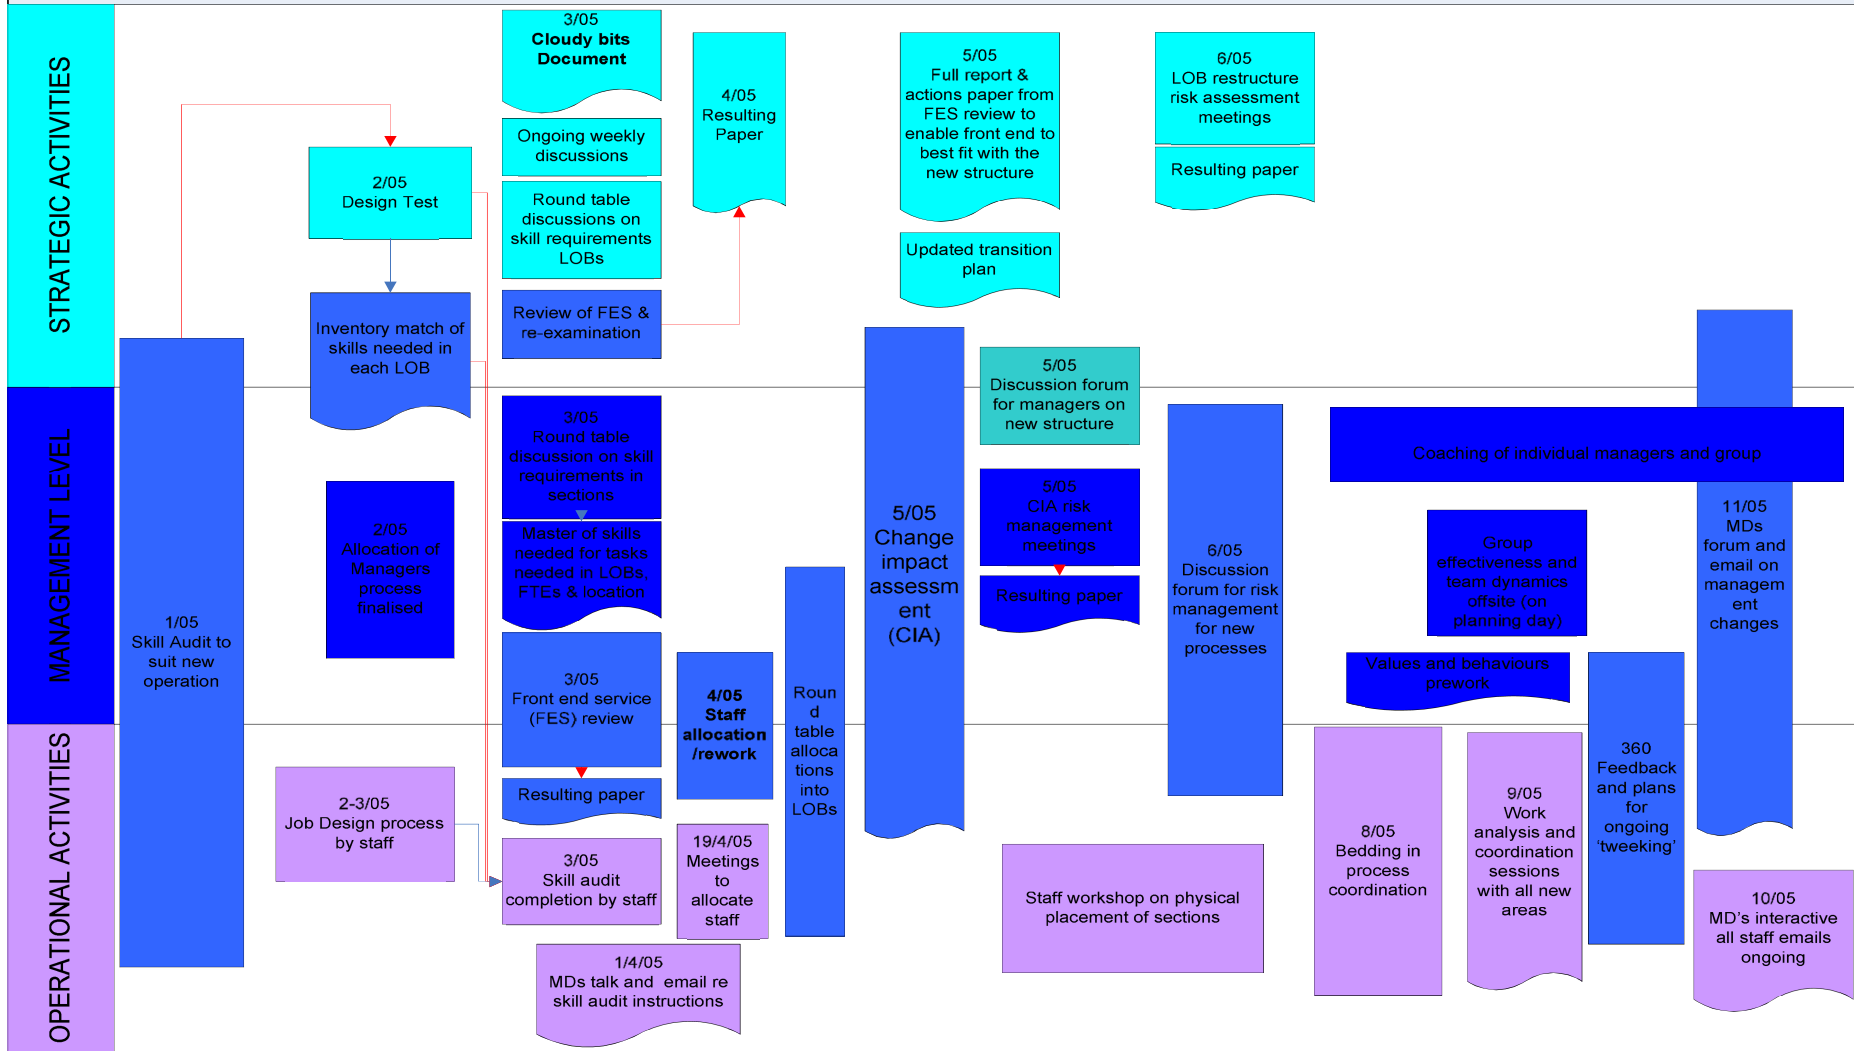 STRATEGIC ACTIVITIES
MANAGEMENT LEVEL
OPERATIONAL ACTIVITIES
1/05
Skill Audit to
suit new
operation
2/05
Design Test
Inventory match of
skills needed in
each LOB
2/05
Allocation of
Managers
process
finalised
2-3/05
Job Design process
by staff
3/05
Cloudy bits
Document
Ongoing weekly
discussions
Round table
discussions on
skill requirements
LOBs
Review of FES &
re-examination
3/05
Round table
discussion on skill
requirements in
sections
Master of skills
needed for tasks
needed in LOBs,
FTEs & location
3/05
Front end service
(FES) review
Resulting paper
3/05
Skill audit
completion by staff
1/4/05
MDs talk and email re
skill audit instructions
4/05
Resulting
Paper
4/05
Staff
allocation
/rework
19/4/05
Meetings
to
allocate
staff
Roun
d
table
alloca
tions
into
LOBs
5/05
Full report &
actions paper from
FES review to
enable front end to
best fit with the
new structure
Updated transition
plan
5/05
Change
impact
assessm
ent
(CIA)
5/05
Discussion forum
for managers on
new structure
5/05
CIA risk
management
meetings
Resulting paper
Staff workshop on physical
placement of sections
6/05
LOB restructure
risk assessment
meetings
Resulting paper
6/05
Discussion
forum for risk
management
for new
processes
Coaching of individual managers and group
Group
effectiveness and
team dynamics
offsite (on
planning day)
Values and behaviours
prework
8/05
Bedding in
process
coordination
9/05
Work
analysis and
coordination
sessions
with all new
areas
360
Feedback
and plans
for
ongoing
‘tweeking’
11/05
MDs
forum and
email on
managem
ent
changes
10/05
MD’s interactive
all staff emails
ongoing